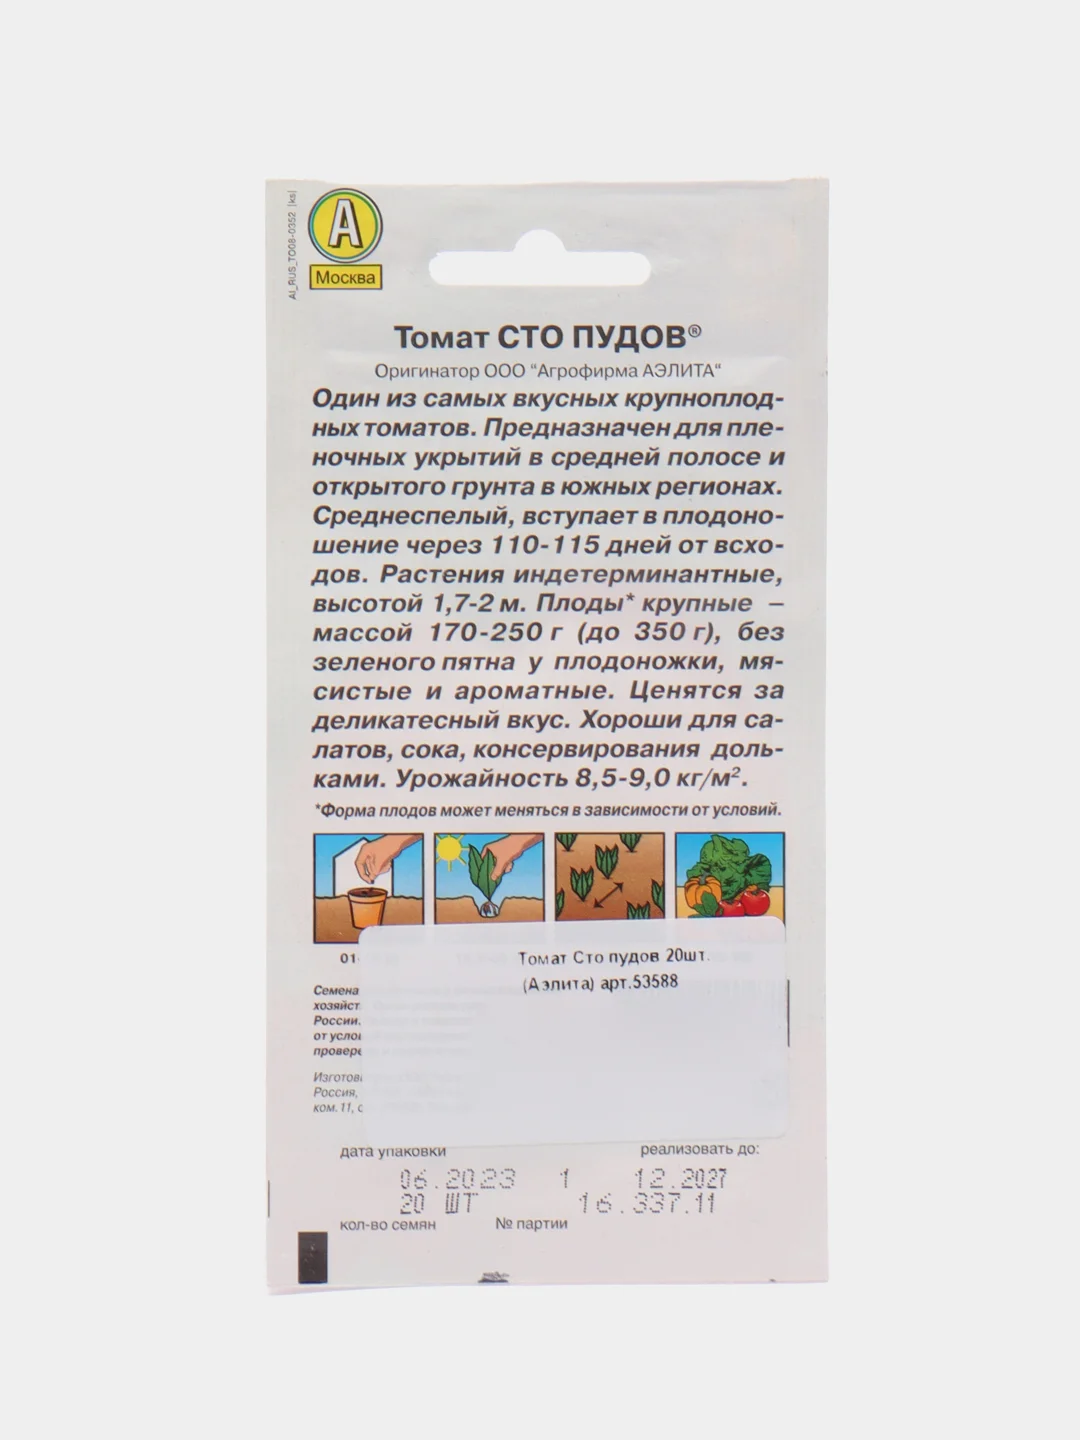 AI_RUS_TO08-0352 |ks|
А
Москва
Томат СТО ПУДОВ®
Оригинатор ООО “Агрофирма АЭЛИТА“
Один из самых вкусных крупноплод-
ных томатов. Предназначен для пле-
ночных укрытий в средней полосе и
открытого грунта в южных регионах.
Среднеспелый, вступает в плодоно-
шение через 110-115 дней от всхо-
дов. Растения индетерминантные,
высотой 1,7-2 м. Плоды* крупные –
массой 170-250 г (до 350 г), без
зеленого пятна у плодоножки, мя-
систые и ароматные. Ценятся за
деликатесный вкус. Хороши для са-
латов, сока, консервирования доль-
ками. Урожайность 8,5-9,0 кг/м².
*Форма плодов может меняться в зависимости от условий.
01-
Томат Сто пудов 20шт.
(Аэлита) арт.53588
Семена
хозяйст
России.
от усло
провере
Изготов
Россия,
ком. 11, с
дата упаковки реализовать до:
06.2023 1 12.2027
20 ШТ 16.337.11
кол-во семян № партии